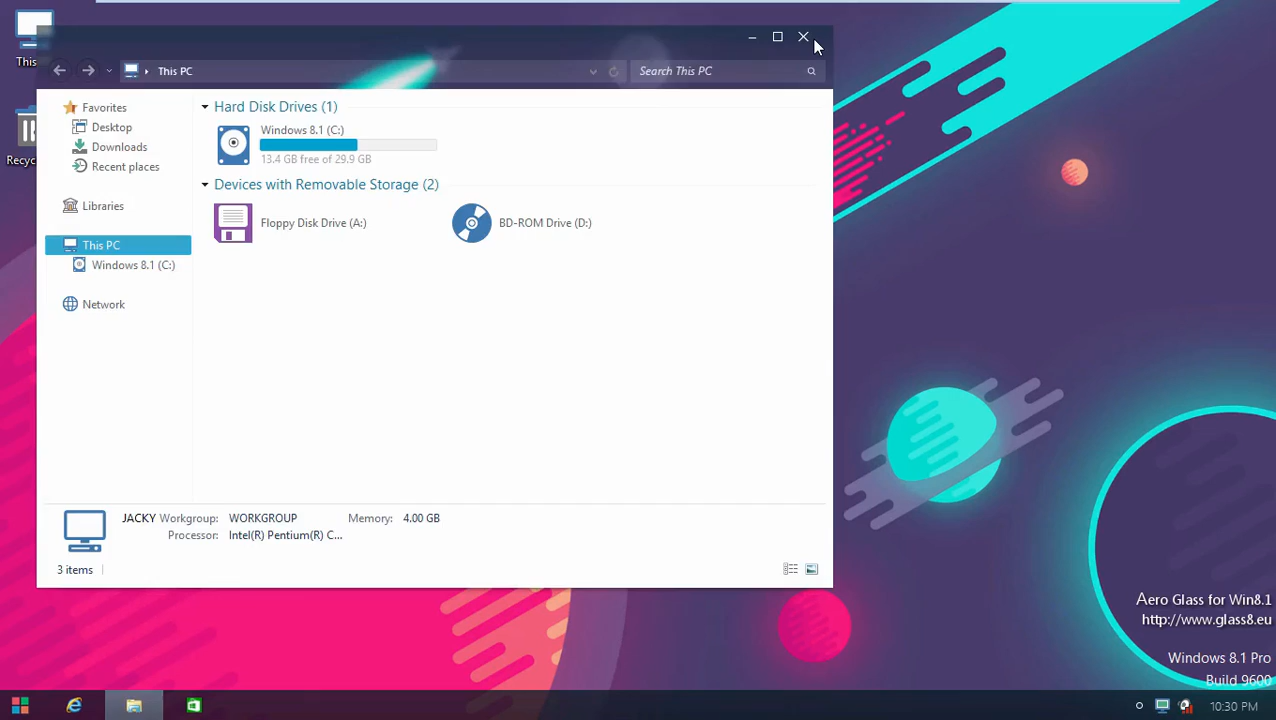 This
Recyc
This PC
Search This PC
Favorites
Desktop
Downloads
Recent places
Libraries
This PC
Windows 8.1 (C:)
Network
Hard Disk Drives (1)
Windows 8.1 (C:)
13.4 GB free of 29.9 GB
Devices with Removable Storage (2)
Floppy Disk Drive (A:)
BD-ROM Drive (D:)
JACKY Workgroup: WORKGROUP Memory: 4.00 GB
Processor: Intel(R) Pentium(R) C...
3 items
Aero Glass for Win8.1
http://www.glass8.eu
Windows 8.1 Pro
Build 9600
10:30 PM